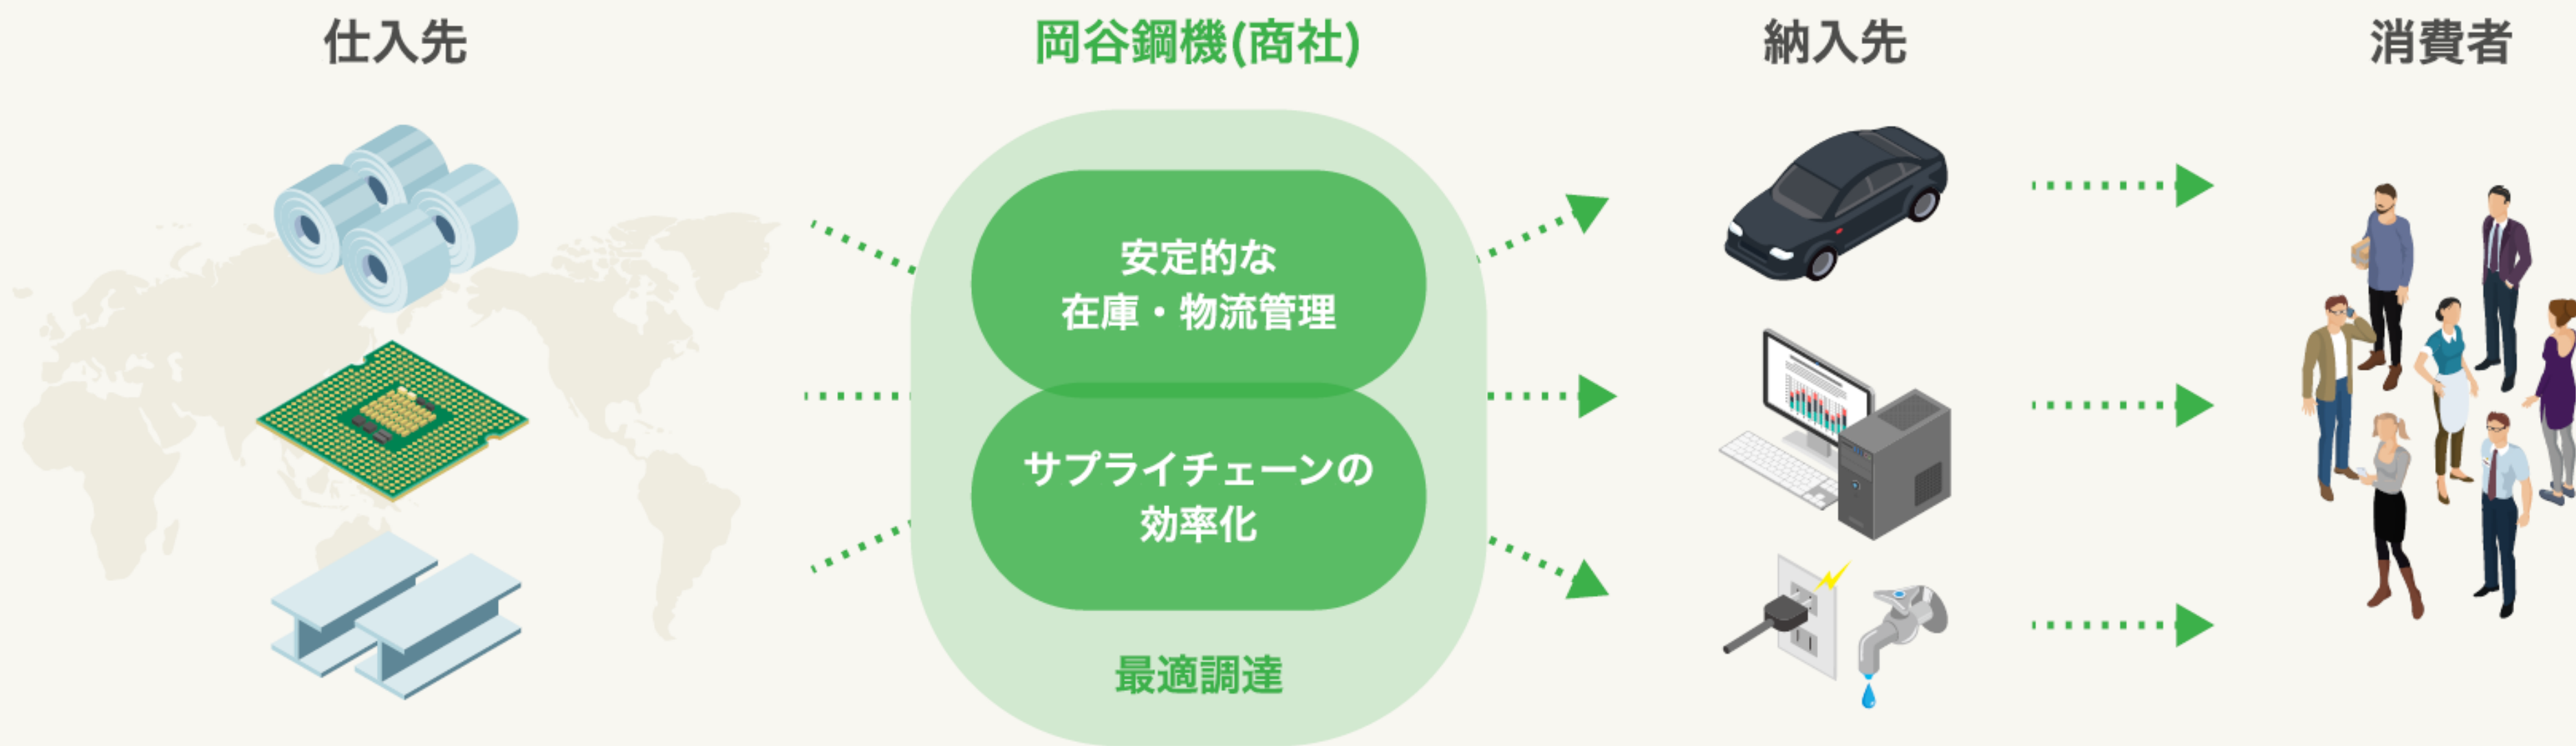 仕入先
岡谷鋼機(商社)
納入先
消費者
安定的な
在庫・物流管理
サプライチェーンの
効率化
最適調達